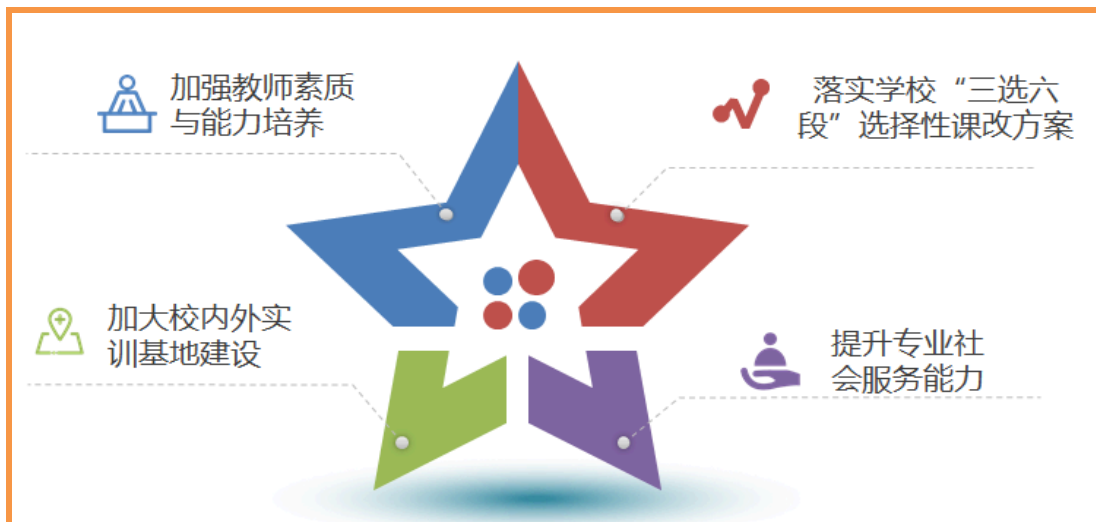 加强教师素质
与能力培养
落实学校“三选六
段”选择性课改方案
加大校内外实
训基地建设
提升专业社
会服务能力